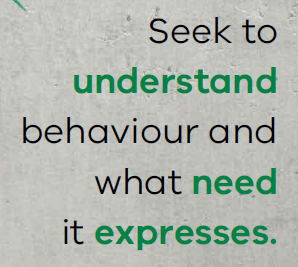 Seek to
understand
behaviour and
what need
it expresses.